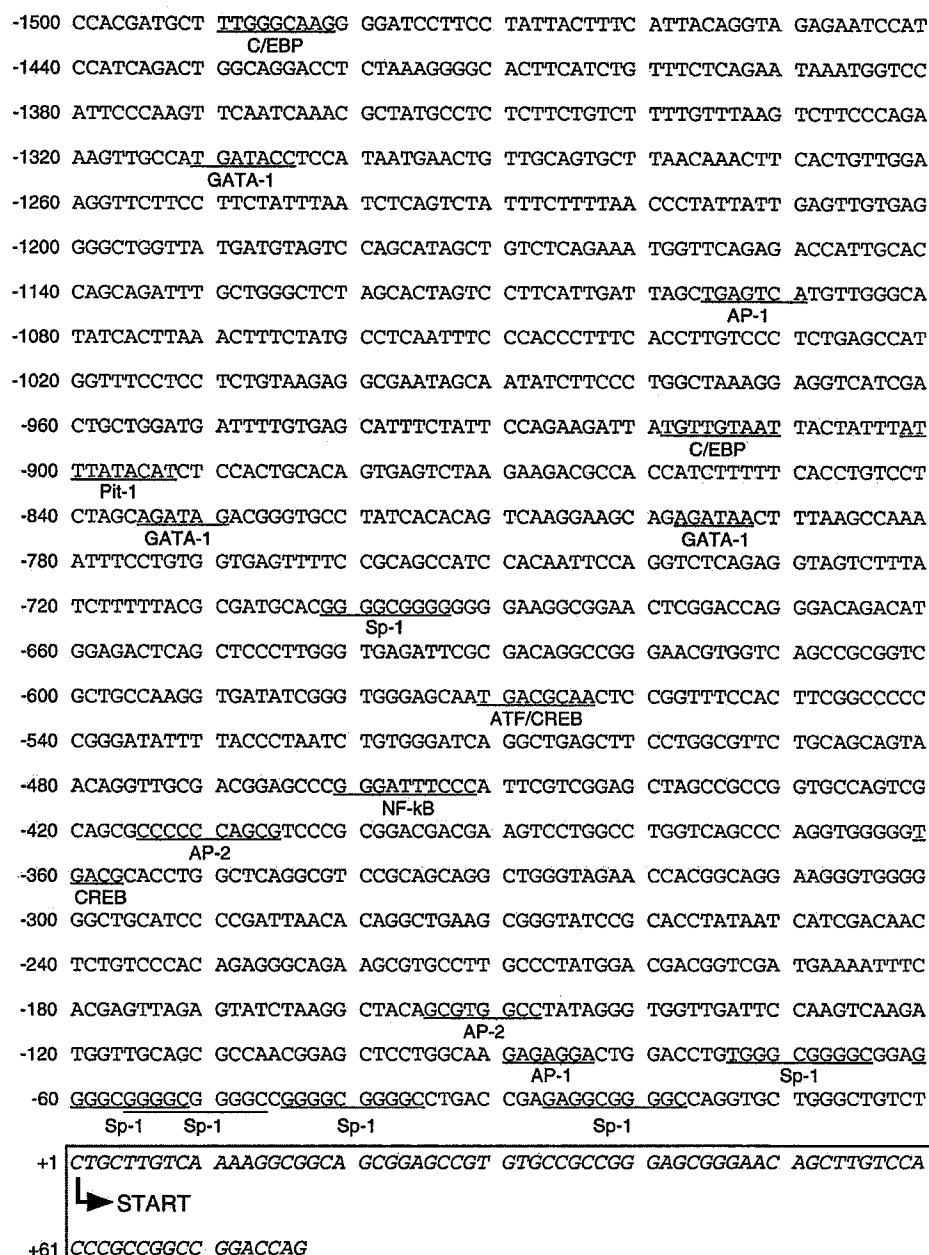 -1500 CCACGATGCT TTGGGCAAGG GGATCCTTCC TATTACTTTC ATTACAGGTA GAGAATCCAT
C/EBP
-1440 CCATCAGACT GGCAGGACCT CTAAAGGGGC ACTTCATCTG TTTCTCAGAA TAAATGGTCC
-1380 ATTCCCAAGT TCAATCAAAC GCTATGCCTC TCTTCTGTCT TTTGTTTAAG TCTTCCCAGA
-1320 AAGTTGCCAT GATACCTCCA TAATGAACTG TTGCAGTGCT TAACAAACTT CACTGTTGGA
GATA-1
-1260 AGGTTCTTCC TTCTATTTAA TCTCAGTCTA TTTCTTTTAA CCCTATTATT GAGTTGTGAG
-1200 GGGCTGGTTA TGATGTAGTC CAGCATAGCT GTCTCAGAAA TGGTTCAGAG ACCATTGCAC
-1140 CAGCAGATTT GCTGGGCTCT AGCACTAGTC CTTCATTGAT TAGCTGAGTC ATGTTGGGCA
AP-1
-1080 TATCACTTAA ACTTTCTATG CCTCAATTTC CCACCCTTTC ACCTTGTCCC TCTGAGCCAT
-1020 GGTTTCCTCC TCTGTAAGAG GCGAATAGCA ATATCTTCCC TGGCTAAAGG AGGTCATCGA
-960 CTGCTGGATG ATTTTGTGAG CATTTCTATT CCAGAAGATT ATGTTGTAAT TACTATTTAT
C/EBP
-900 TTATACATCT CCACTGCACA GTGAGTCTAA GAAGACGCCA CCATCTTTTT CACCTGTCCT
Pit-1
-840 CTAGCAGATA GACGGGTGCC TATCACACAG TCAAGGAAGC AGAGATAACT TTAAGCCAAA
GATA-1 GATA-1
-780 ATTTCCTGTG GTGAGTTTTC CGCAGCCATC CACAATTCCA GGTCTCAGAG GTAGTCTTTA
-720 TCTTTTTACG CGATGCACGG GGCGGGGGGG GAAGGCGGAA CTCGGACCAG GGACAGACAT
Sp-1
-660 GGAGACTCAG CTCCCTTGGG TGAGATTCGC GACAGGCCGG GAACGTGGTC AGCCGCGGTC
-600 GCTGCCAAGG TGATATCGGG TGGGAGCAAT GACGCAACTC CGGTTTCCAC TTCGGCCCCC
ATF/CREB
-540 CGGGATATTT TACCCTAATC TGTGGGATCA GGCTGAGCTT CCTGGCGTTC TGCAGCAGTA
-480 ACAGGTTGCG ACGGAGCCCG GGATTTCCCA TTCGTCGGAG CTAGCCGCCG GTGCCAGTCG
NF-kB
-420 CAGCGCCCCC CAGCGTCCCG CGGACGACGA AGTCCTGGCC TGGTCAGCCC AGGTGGGGGT
AP-2
-360 GACGCACCTG GCTCAGGCGT CCGCAGCAGG CTGGGTAGAA CCACGGCAGG AAGGGTGGGG
CREB
-300 GGCTGCATCC CCGATTAACA CAGGCTGAAG CGGGTATCCG CACCTATAAT CATCGACAAC
-240 TCTGTCCCAC AGAGGGCAGA AGCGTGCCTT GCCCTATGGA CGACGGTCGA TGAAAATTTC
-180 ACGAGTTAGA GTATCTAAGG CTACAGCGTG GCCTATAGGG TGGTTGATTC CAAGTCAAGA
AP-2
-120 TGGTTGCAGC GCCAACGGAG CTCCTGGCAA GAGAGGACTG GACCTGTGGG CGGGGCGGAG
AP-1 Sp-1
-60 GGGCGGGGCG GGGCCGGGGC GGGGCCTGAC CGAGAGGCGG GGCCAGGTGC TGGGCTGTCT
Sp-1 Sp-1 Sp-1 Sp-1
+1 CTGCTTGTCA AAAGGCGGCA GCGGAGCCGT GTGCCGCCGG GAGCGGGAAC AGCTTGTCCA
START
+61 CCCGCCGGCC GGACCAG